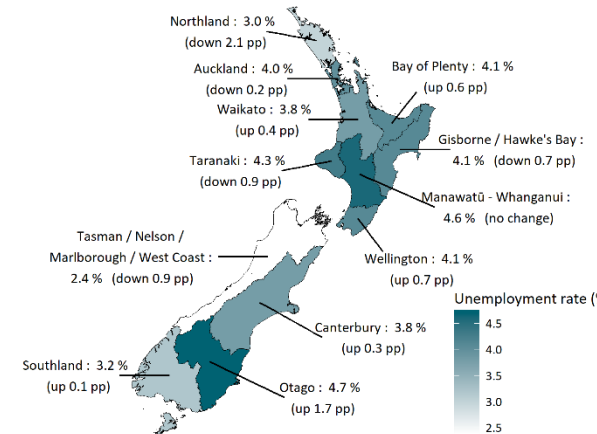 Northland : 3.0 %
(down 2.1 pp)
Auckland : 4.0 %
(down 0.2 pp)
Bay of Plenty : 4.1 %
(up 0.6 pp)
Waikato : 3.8 %
(up 0.4 pp)
Gisborne / Hawke's Bay :
4.1 % (down 0.7 pp)
Taranaki : 4.3 %
(down 0.9 pp)
Manawatū - Whanganui :
4.6 % (no change)
Tasman / Nelson /
Marlborough / West Coast :
2.4 % (down 0.9 pp)
Wellington : 4.1 %
(up 0.7 pp)
Canterbury : 3.8 %
(up 0.3 pp)
Southland : 3.2 %
(up 0.1 pp)
Otago : 4.7 %
(up 1.7 pp)
Unemployment rate (
4.5
4.0
3.5
3.0
2.5